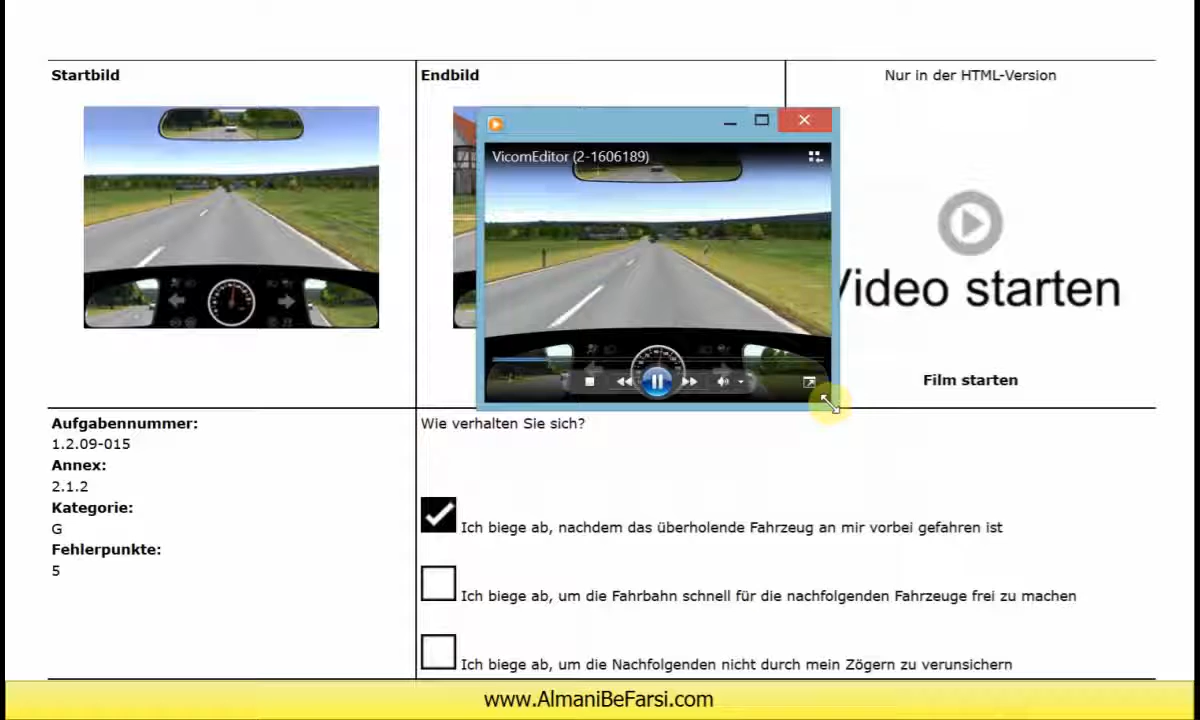 Startbild
Endbild
Nur in der HTML-Version
VicomEditor (2-1606189)
Video starten
Film starten
Aufgabennummer:
1.2.09-015
Annex:
2.1.2
Kategorie:
G
Fehlerpunkte:
5
Wie verhalten Sie sich?
Ich biege ab, nachdem das überholende Fahrzeug an mir vorbei gefahren ist
Ich biege ab, um die Fahrbahn schnell für die nachfolgenden Fahrzeuge frei zu machen
Ich biege ab, um die Nachfolgenden nicht durch mein Zögern zu verunsichern
www.AlmaniBeFarsi.com